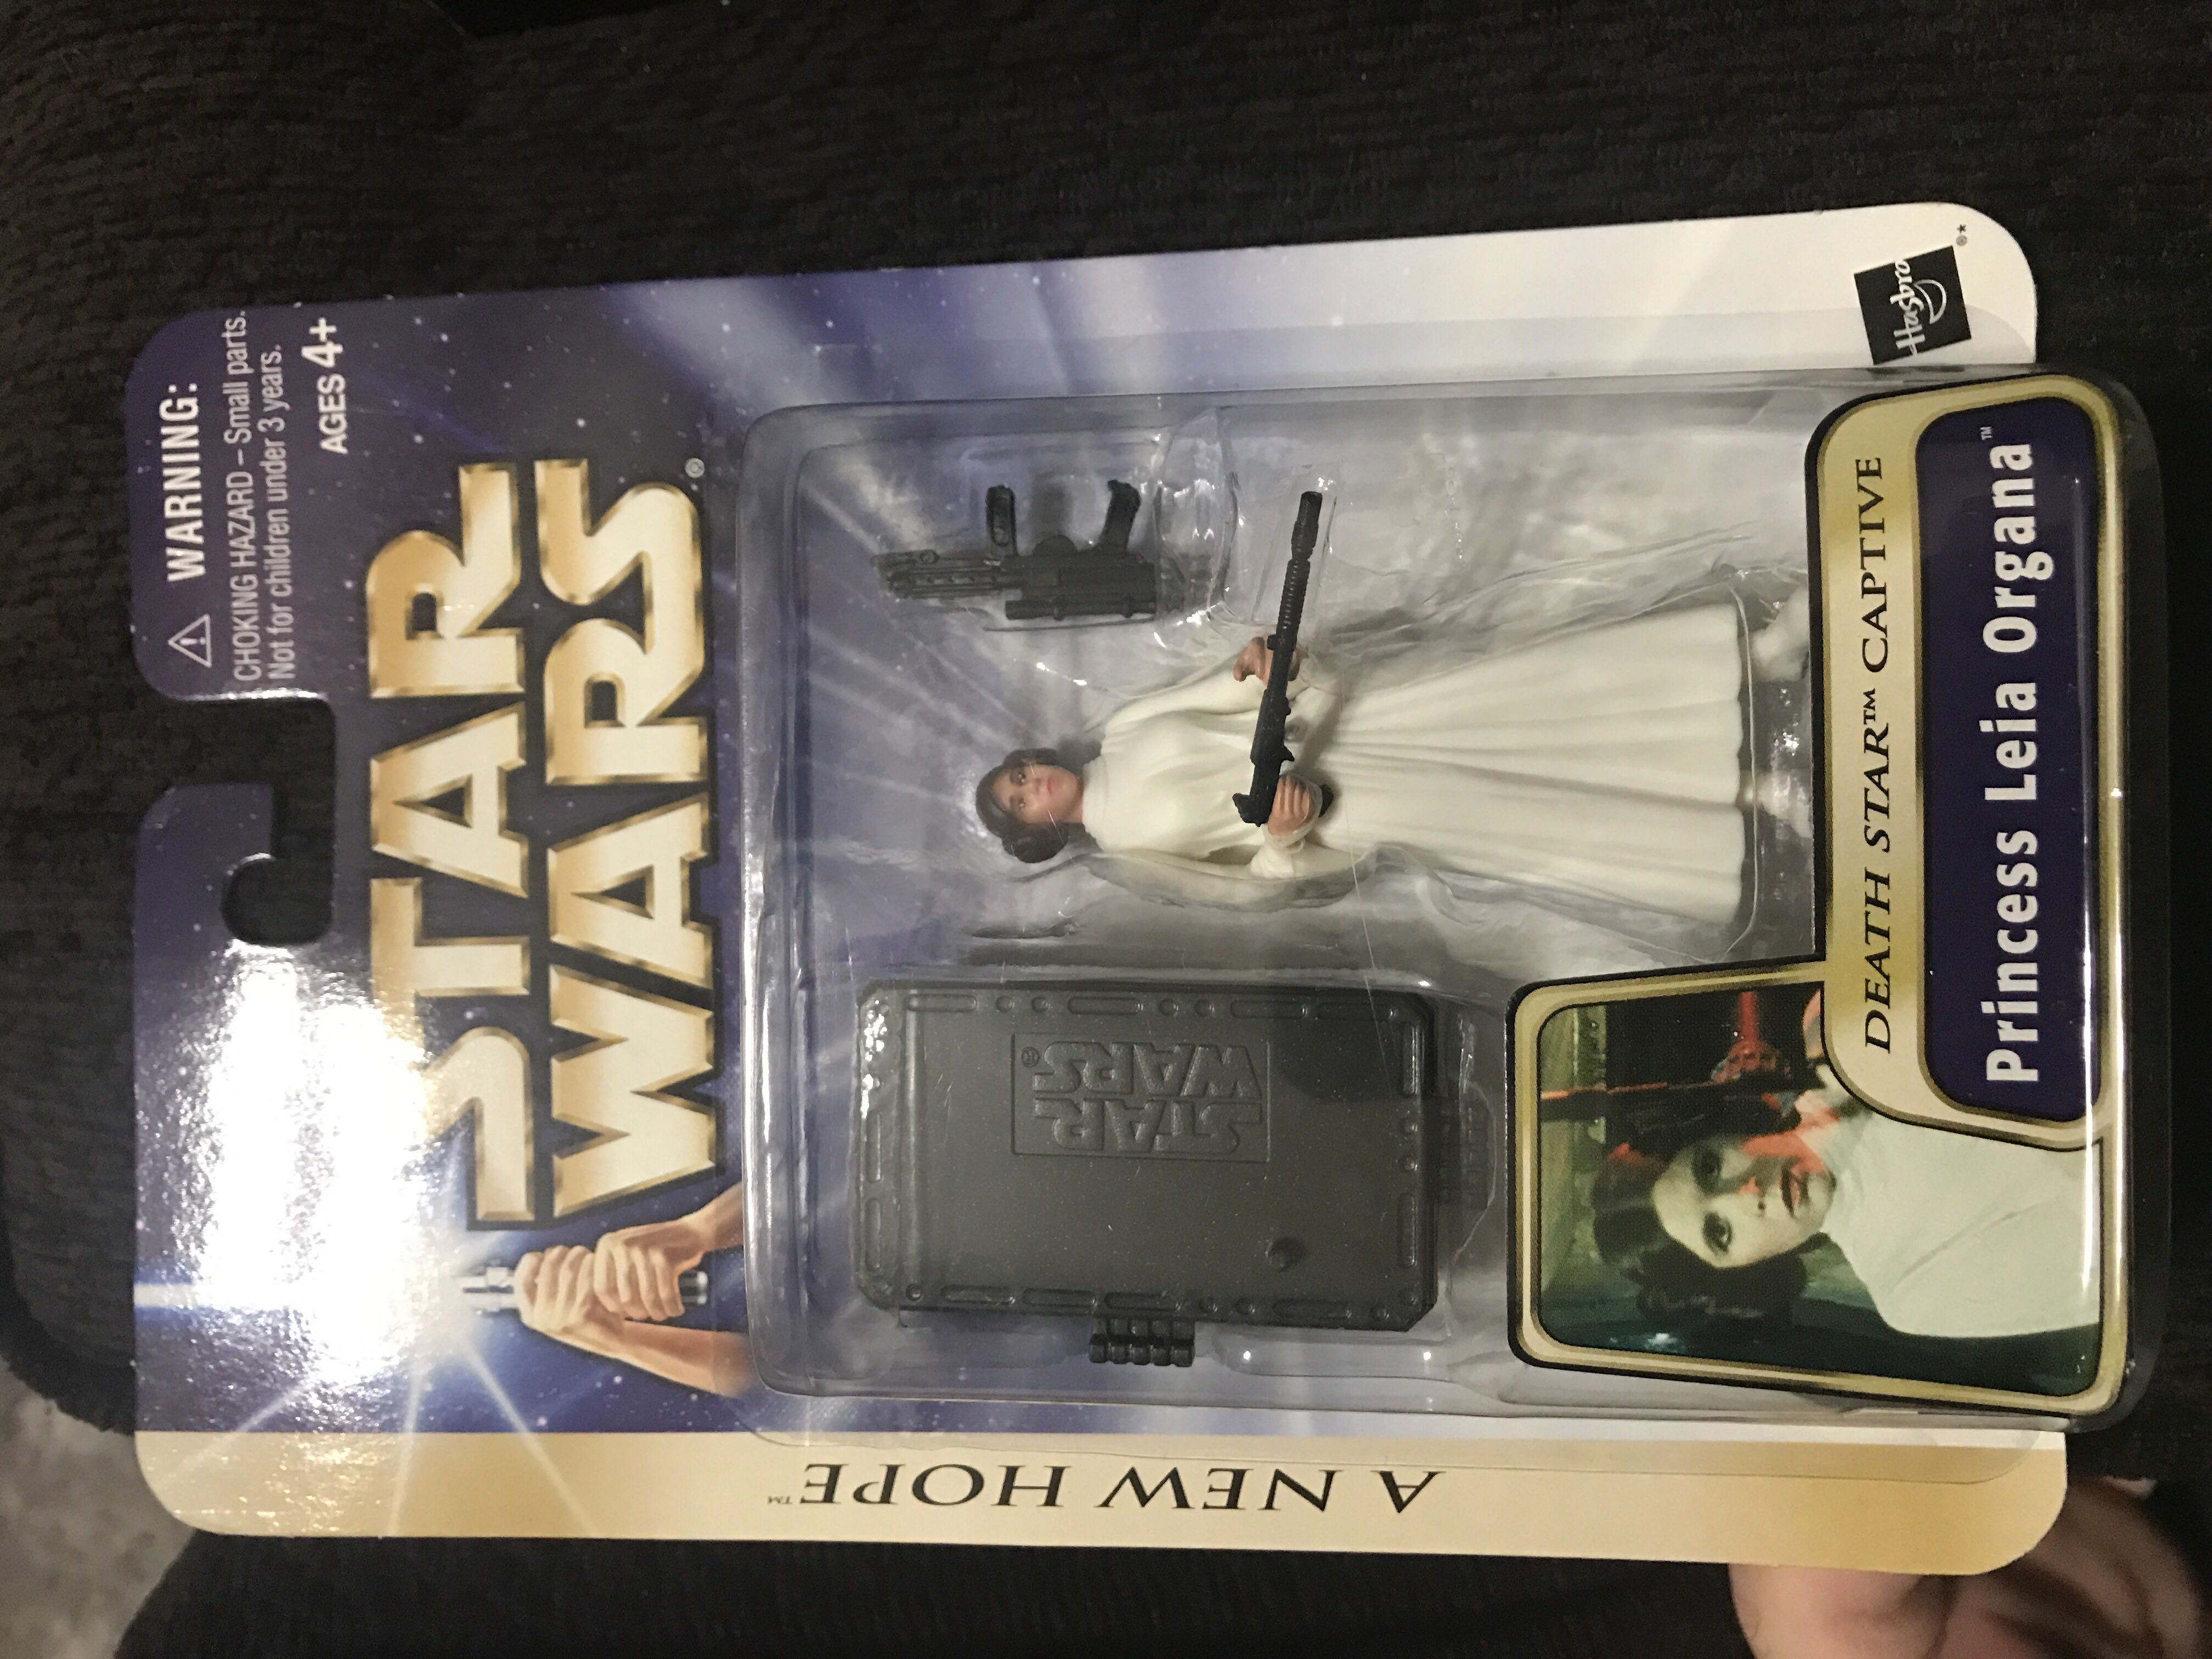 ⚠ WARNING:
CHOKING HAZARD – Small parts.
Not for children under 3 years.
AGES 4+
STAR
WARS®
STAR
WARS®
A NEW HOPE™
DEATH STAR™ CAPTIVE
Princess Leia Organa™
Hasbro®*